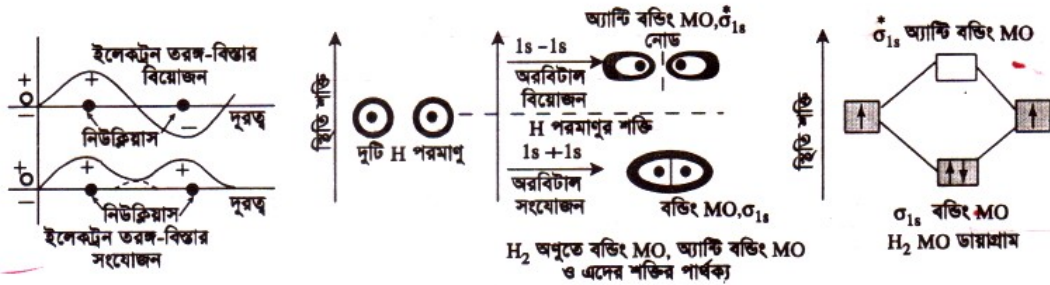 ইলেকট্রন তরঙ্গ-বিস্তার
বিয়োজন
+
O
−
+
−
নিউক্লিয়াস
দূরত্ব
+
O
−
+
+
নিউক্লিয়াস
দূরত্ব
ইলেকট্রন তরঙ্গ-বিস্তার
সংযোজন
স্থিতি শক্তি
দুটি H পরমাণু
অ্যান্টি বন্ডিং MO, σ*1s
নোড
1s – 1s
অরবিটাল
বিয়োজন
H পরমাণুর শক্তি
1s + 1s
অরবিটাল
সংযোজন
বন্ডিং MO, σ1s
H2 অণুতে বন্ডিং MO, অ্যান্টি বন্ডিং MO
ও এদের শক্তির পার্থক্য
σ*1s অ্যান্টি বন্ডিং MO
স্থিতি শক্তি
σ1s বন্ডিং MO
H2 MO ডায়াগ্রাম